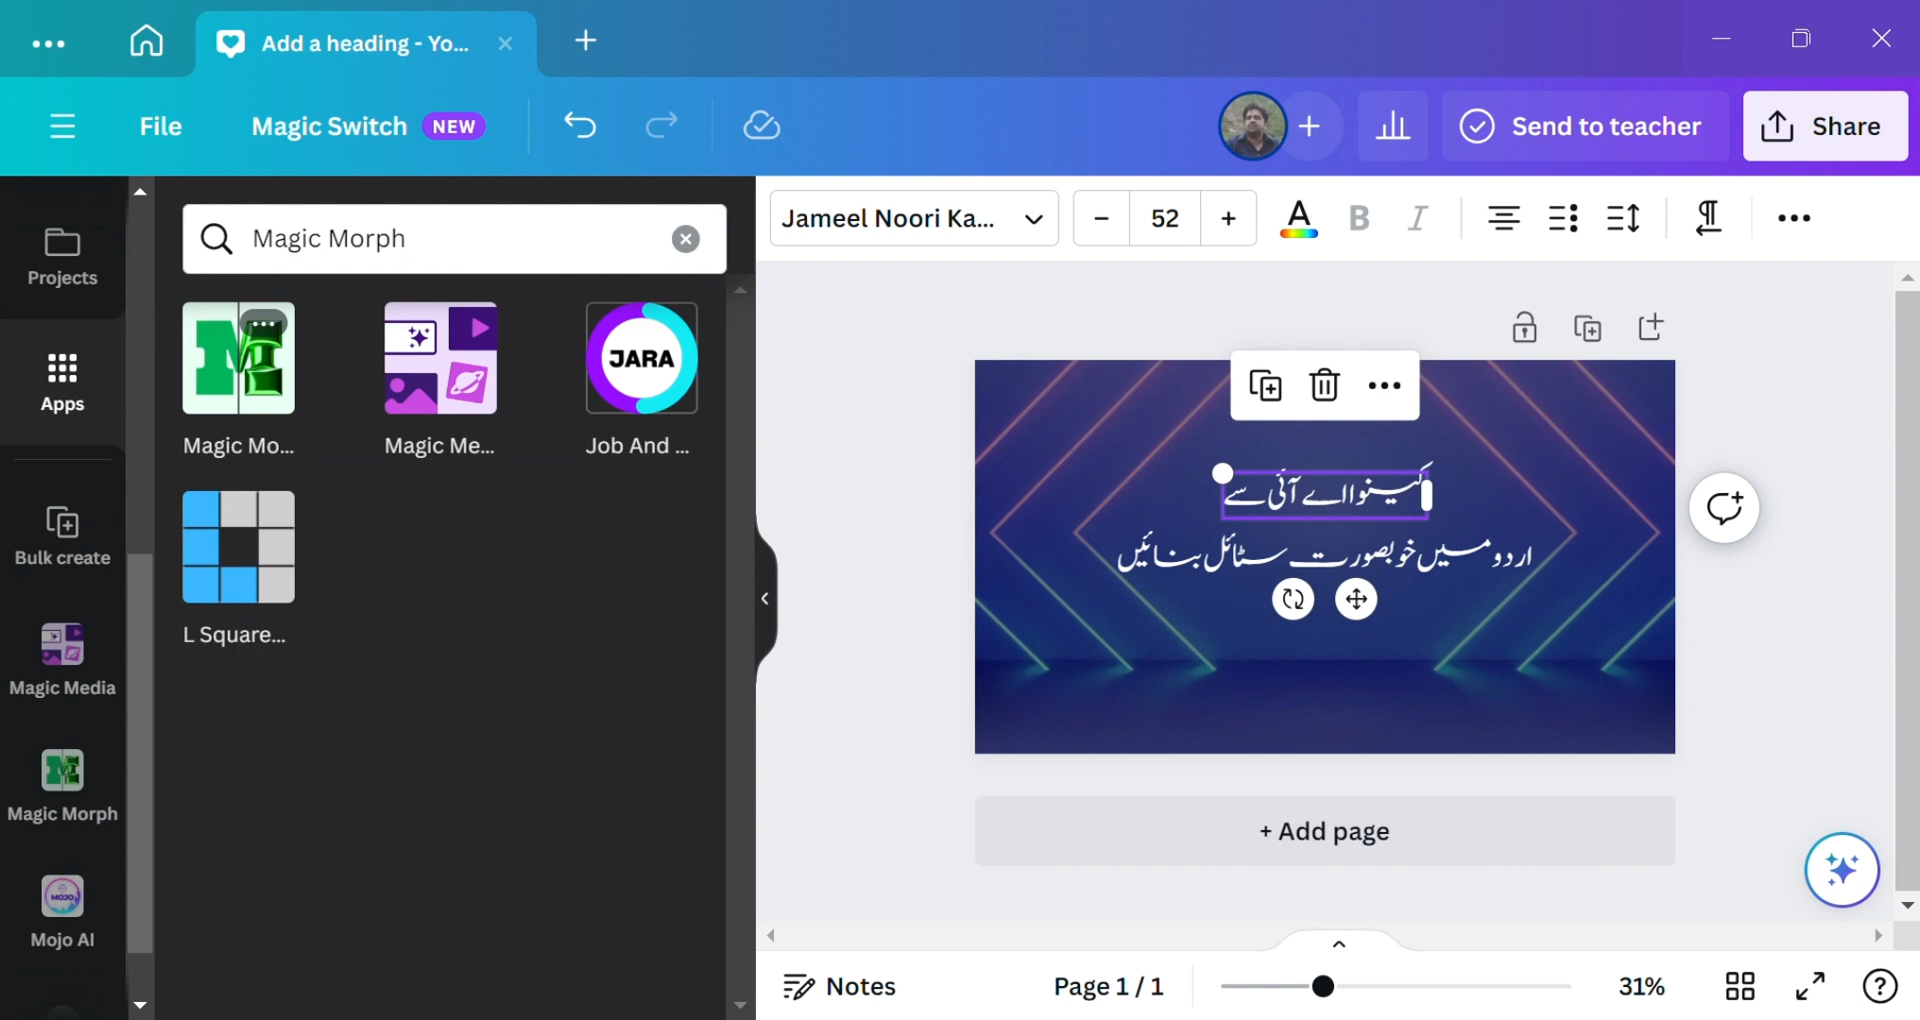 Add a heading - Yo...
File
Magic Switch NEW
Send to teacher
Share
Projects
Apps
Bulk create
Magic Media
Magic Morph
MOJO
Mojo AI
Magic Morph
M
Magic Mo...
Magic Me...
JARA
Job And ...
L Square...
Jameel Noori Ka...
52
A
B
I
کینوا اے آئی سے
اردو میں خوبصورت سٹائل بنائیں
+ Add page
Notes
Page 1 / 1
31%